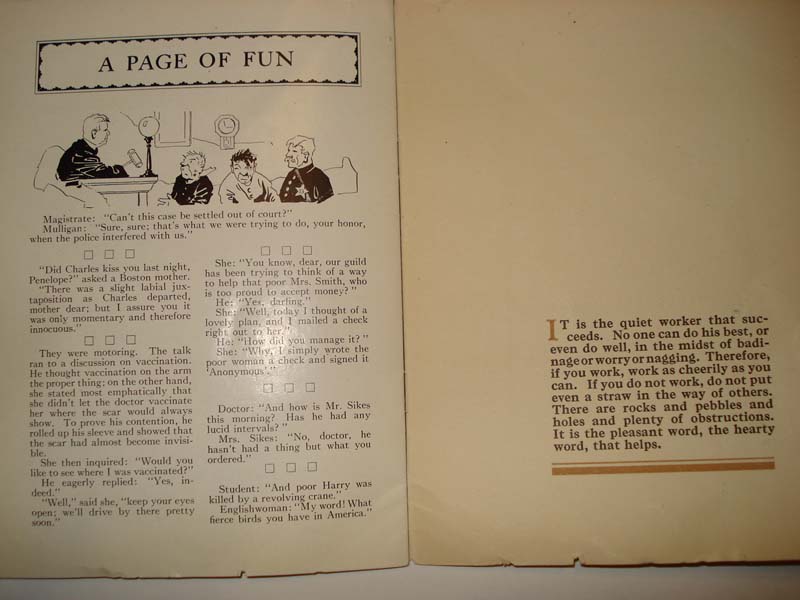 A PAGE OF FUN
Magistrate: "Can't this case be settled out of court?"
Mulligan: "Sure, sure; that's what we were trying to do, your honor,
when the police interfered with us."
"Did Charles kiss you last night,
Penelope?" asked a Boston mother.
"There was a slight labial jux-
taposition as Charles departed,
mother dear; but I assure you it
was only momentary and therefore
innocuous."
They were motoring. The talk
ran to a discussion on vaccination.
He thought vaccination on the arm
the proper thing; on the other hand,
she stated most emphatically that
she didn't let the doctor vaccinate
her where the scar would always
show. To prove his contention, he
rolled up his sleeve and showed that
the scar had almost become invisi-
ble.
She then inquired: "Would you
like to see where I was vaccinated?"
He eagerly replied: "Yes, in-
deed."
"Well," said she, "keep your eyes
open; we'll drive by there pretty
soon."
She: "You know, dear, our guild
has been trying to think of a way
to help that poor Mrs. Smith, who
is too proud to accept money?"
He: "Yes, darling."
She: "Well, today I thought of a
lovely plan, and I mailed a check
right out to her."
He: "How did you manage it?"
She: "Why, I simply wrote the
poor woman a check and signed it
'Anonymous'."
Doctor: "And how is Mr. Sikes
this morning? Has he had any
lucid intervals?"
Mrs. Sikes: "No, doctor, he
hasn't had a thing but what you
ordered."
Student: "And poor Harry was
killed by a revolving crane."
Englishwoman: "My word! What
fierce birds you have in America."
IT is the quiet worker that suc-
ceeds. No one can do his best, or
even do well, in the midst of badi-
nage or worry or nagging. Therefore,
if you work, work as cheerily as you
can. If you do not work, do not put
even a straw in the way of others.
There are rocks and pebbles and
holes and plenty of obstructions.
It is the pleasant word, the hearty
word, that helps.